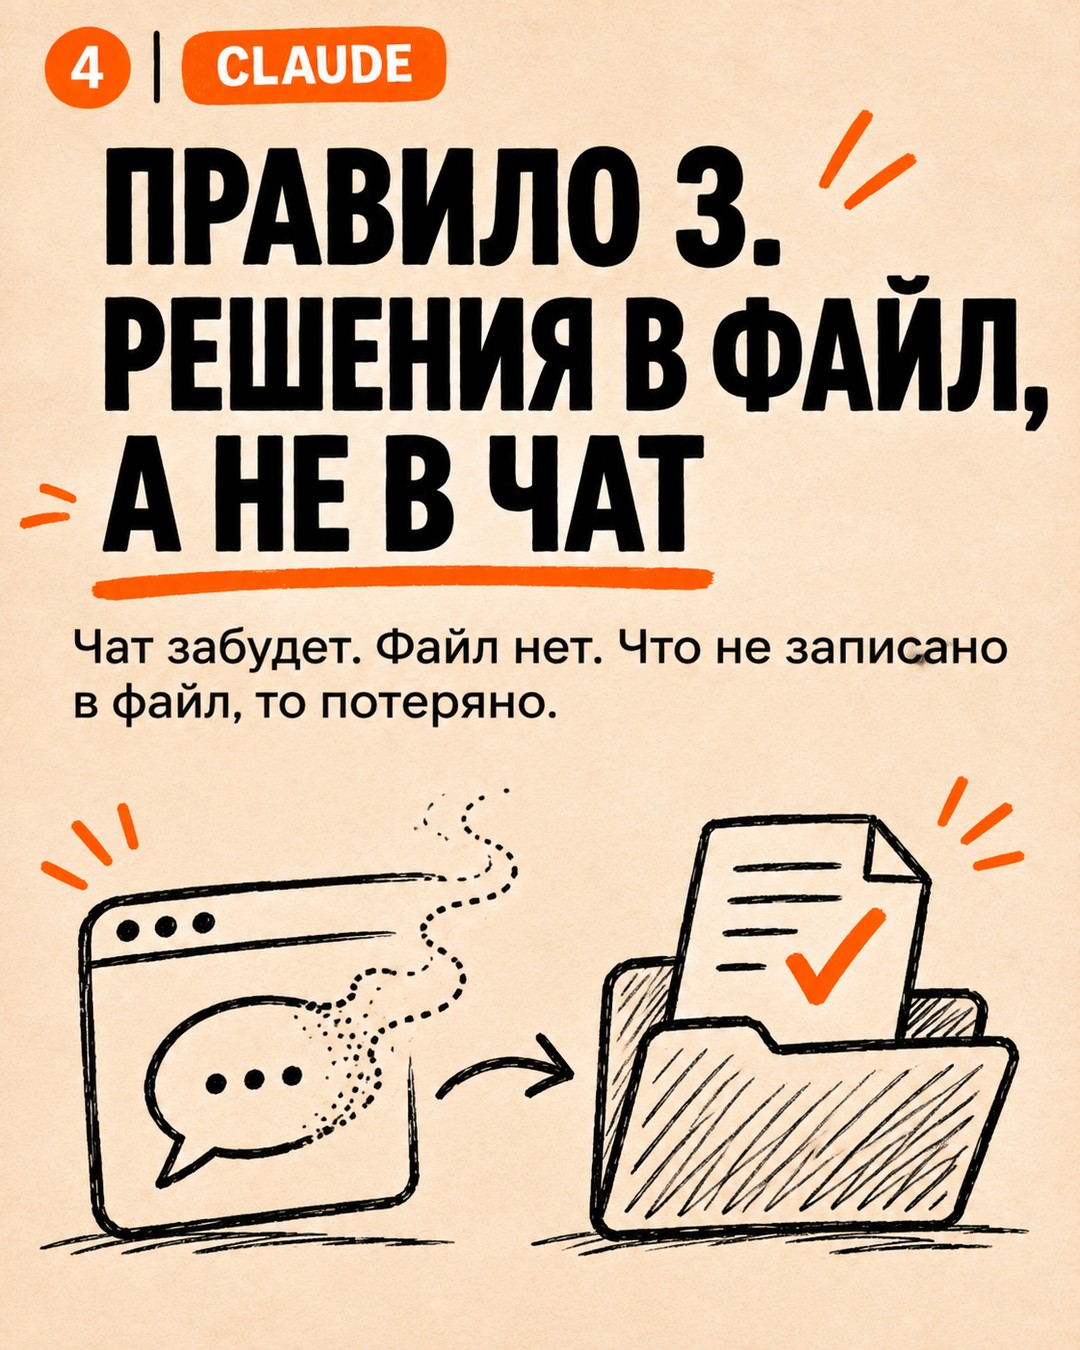 4 | CLAUDE
ПРАВИЛО 3.
РЕШЕНИЯ В ФАЙЛ,
А НЕ В ЧАТ
Чат забудет. Файл нет. Что не записано
в файл, то потеряно.